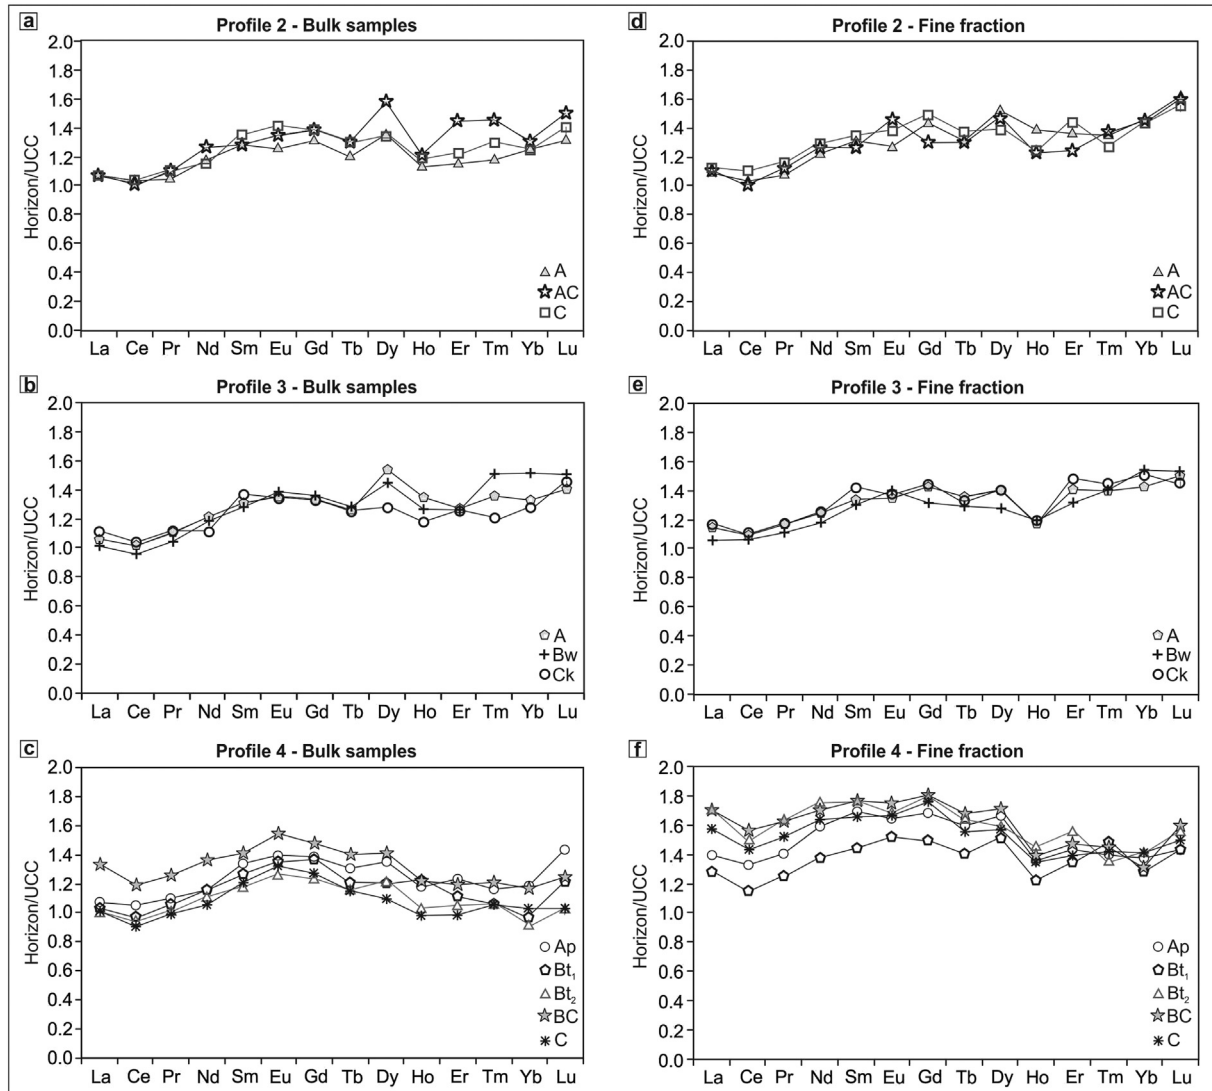 a
Profile 2 - Bulk samples
2.0
1.8
1.6
1.4
1.2
1.0
0.8
0.6
0.4
0.2
0.0
Horizon/UCC
A
AC
C
La Ce Pr Nd Sm Eu Gd Tb Dy Ho Er Tm Yb Lu
d
Profile 2 - Fine fraction
2.0
1.8
1.6
1.4
1.2
1.0
0.8
0.6
0.4
0.2
0.0
Horizon/UCC
A
AC
C
La Ce Pr Nd Sm Eu Gd Tb Dy Ho Er Tm Yb Lu
b
Profile 3 - Bulk samples
2.0
1.8
1.6
1.4
1.2
1.0
0.8
0.6
0.4
0.2
0.0
Horizon/UCC
A
Bw
Ck
La Ce Pr Nd Sm Eu Gd Tb Dy Ho Er Tm Yb Lu
e
Profile 3 - Fine fraction
2.0
1.8
1.6
1.4
1.2
1.0
0.8
0.6
0.4
0.2
0.0
Horizon/UCC
A
Bw
Ck
La Ce Pr Nd Sm Eu Gd Tb Dy Ho Er Tm Yb Lu
c
Profile 4 - Bulk samples
2.0
1.8
1.6
1.4
1.2
1.0
0.8
0.6
0.4
0.2
0.0
Horizon/UCC
Ap
Bt₁
Bt₂
BC
C
La Ce Pr Nd Sm Eu Gd Tb Dy Ho Er Tm Yb Lu
f
Profile 4 - Fine fraction
2.0
1.8
1.6
1.4
1.2
1.0
0.8
0.6
0.4
0.2
0.0
Horizon/UCC
Ap
Bt₁
Bt₂
BC
C
La Ce Pr Nd Sm Eu Gd Tb Dy Ho Er Tm Yb Lu